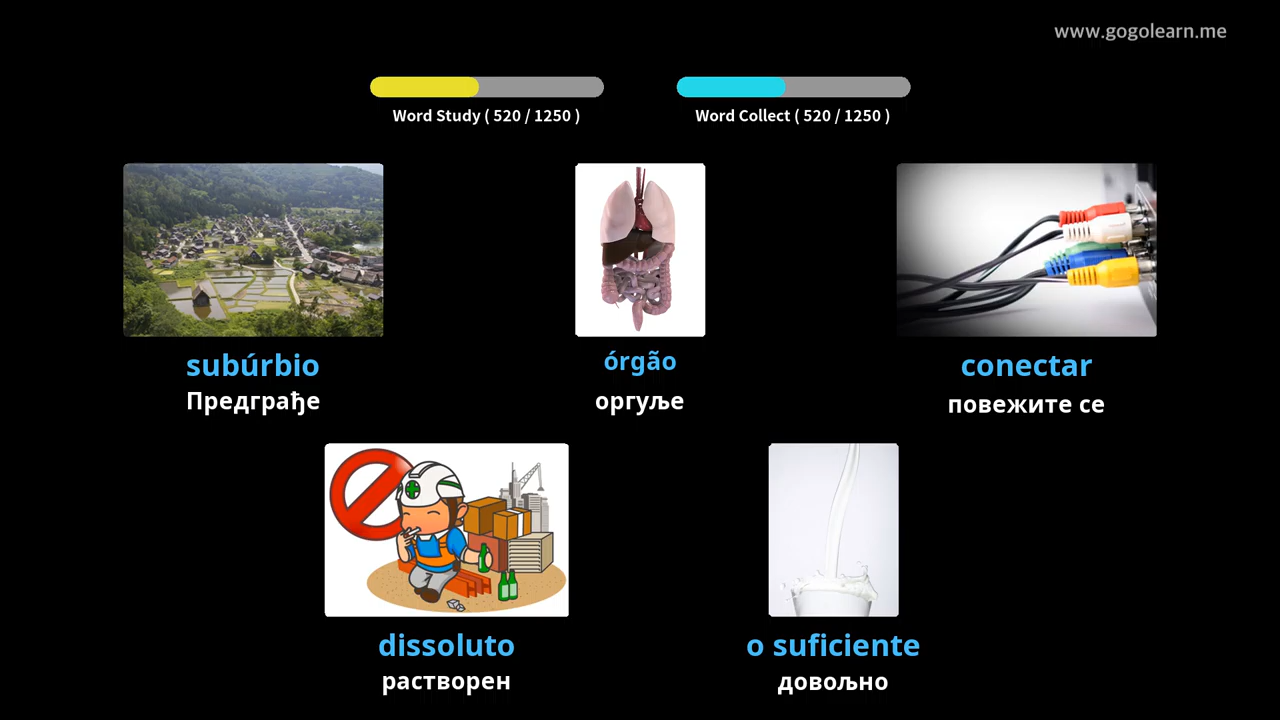 www.gogolearn.me
Word Study ( 520 / 1250 )
Word Collect ( 520 / 1250 )
subúrbio
Предграђе
órgão
оргуље
conectar
повежите се
dissoluto
растворен
o suficiente
довољно